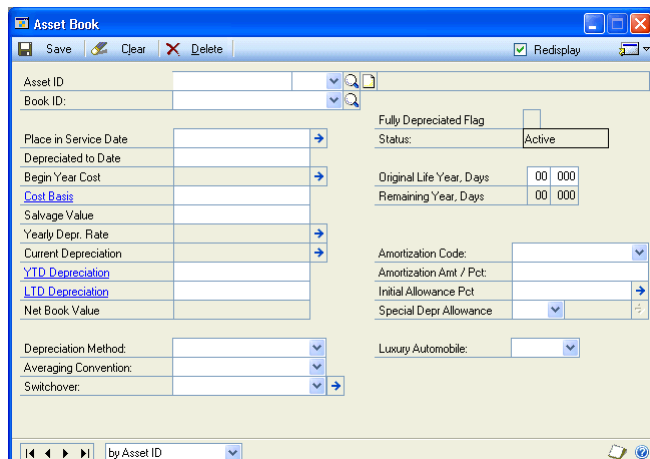 Asset Book
Save Clear Delete Redisplay
Asset ID
Book ID:
Fully Depreciated Flag
Place in Service Date
Status: Active
Depreciated to Date
Begin Year Cost
Original Life Year, Days 00 000
Cost Basis
Remaining Year, Days 00 000
Salvage Value
Yearly Depr. Rate
Current Depreciation
Amortization Code:
YTD Depreciation
Amortization Amt / Pct:
LTD Depreciation
Initial Allowance Pct
Net Book Value
Special Depr Allowance
Depreciation Method:
Luxury Automobile:
Averaging Convention:
Switchover:
by Asset ID